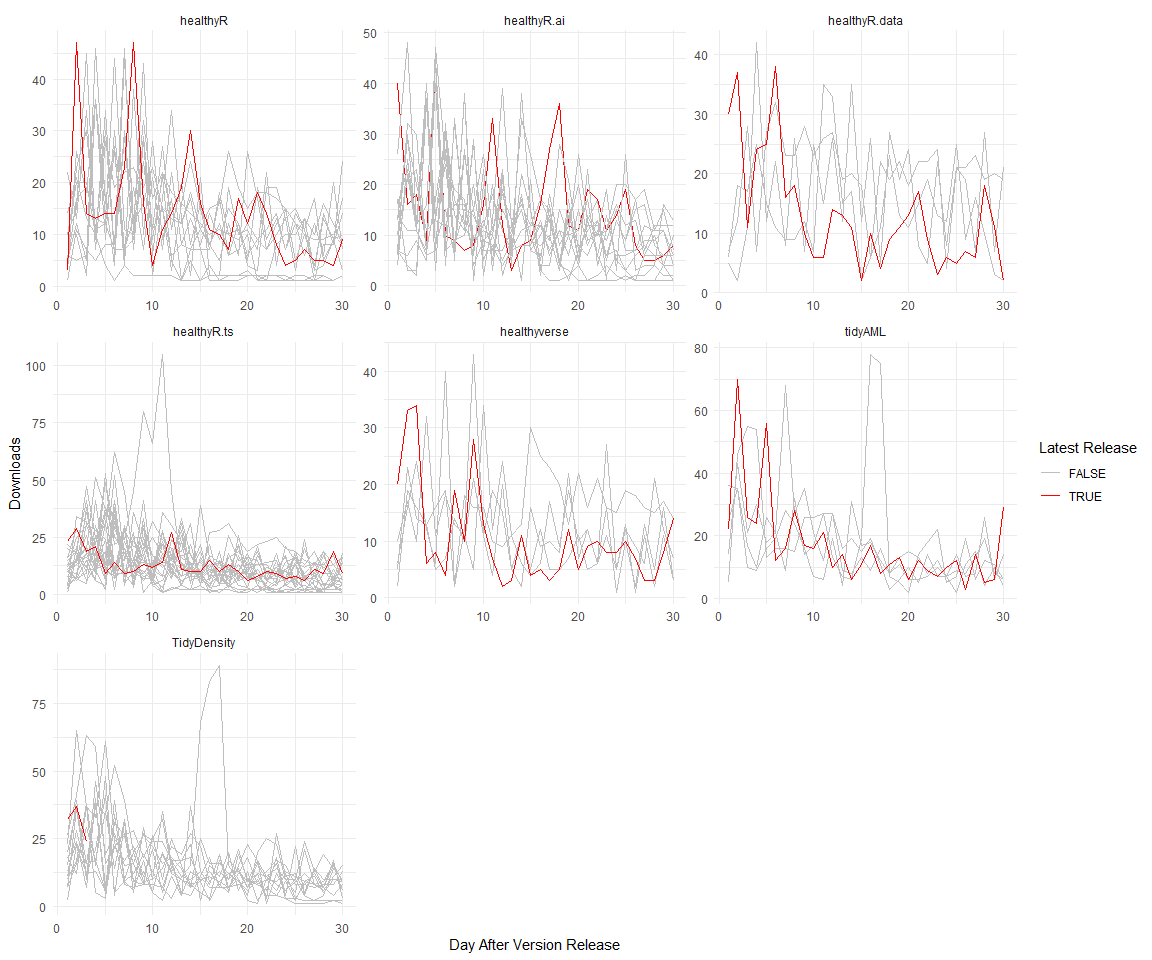 healthyR healthyR.ai healthyR.data
40 50 40
30 40 30
20 30 20
10 20 10
0 10 0
0
0 10 20 30 0 10 20 30 0 10 20 30
healthyR.ts healthyverse tidyAML
100 40 80
75 30 60
50 20 40
25 10 20
0 0 0
0 10 20 30 0 10 20 30 0 10 20 30
TidyDensity
75
50
25
0
0 10 20 30
Downloads
Day After Version Release
Latest Release
FALSE
TRUE